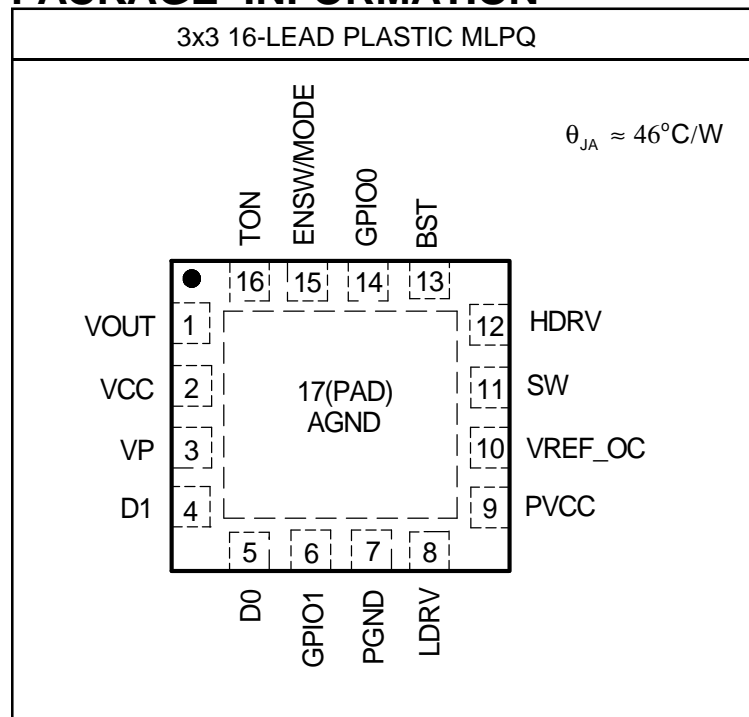 PACKAGE INFORMATION
3x3 16-LEAD PLASTIC MLPQ
θJA ≈ 46°C/W
TON
ENSW/MODE
GPIO0
BST
16 15 14 13
VOUT 1
12 HDRV
VCC 2
17(PAD)
AGND
11 SW
VP 3
10 VREF_OC
D1 4
9 PVCC
5 6 7 8
D0
GPIO1
PGND
LDRV